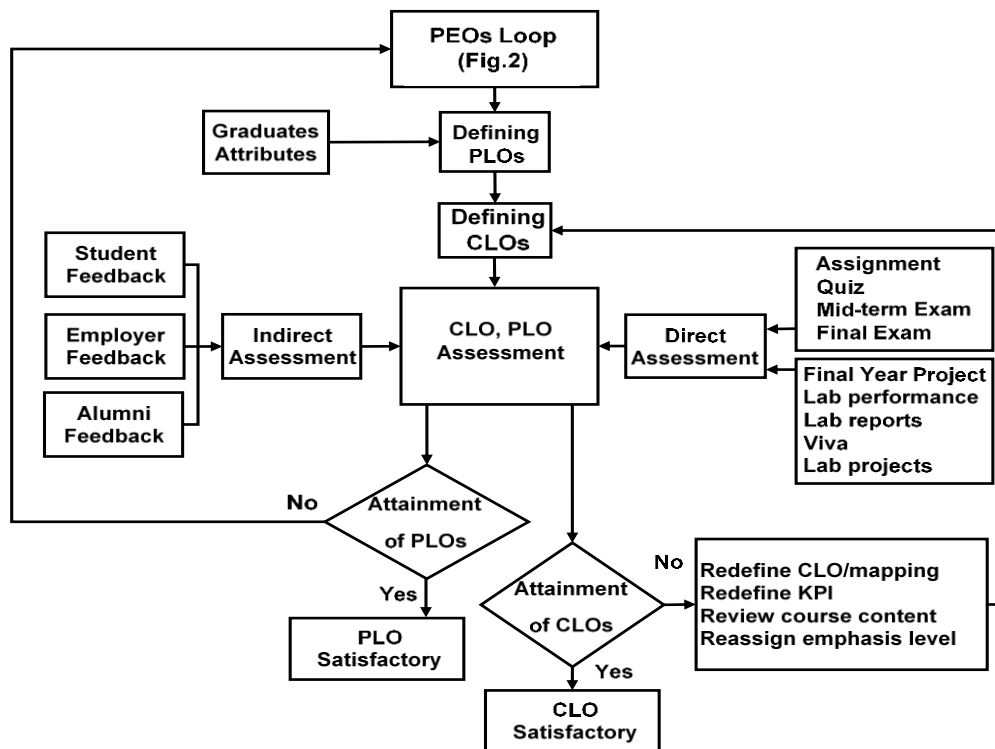 PEOs Loop
(Fig.2)
Graduates
Attributes
Defining
PLOs
Defining
CLOs
Student
Feedback
Employer
Feedback
Alumni
Feedback
Indirect
Assessment
CLO, PLO
Assessment
Direct
Assessment
Assignment
Quiz
Mid-term Exam
Final Exam
Final Year Project
Lab performance
Lab reports
Viva
Lab projects
No
Attainment
of PLOs
Yes
PLO
Satisfactory
Attainment
of CLOs
No
Redefine CLO/mapping
Redefine KPI
Review course content
Reassign emphasis level
Yes
CLO
Satisfactory